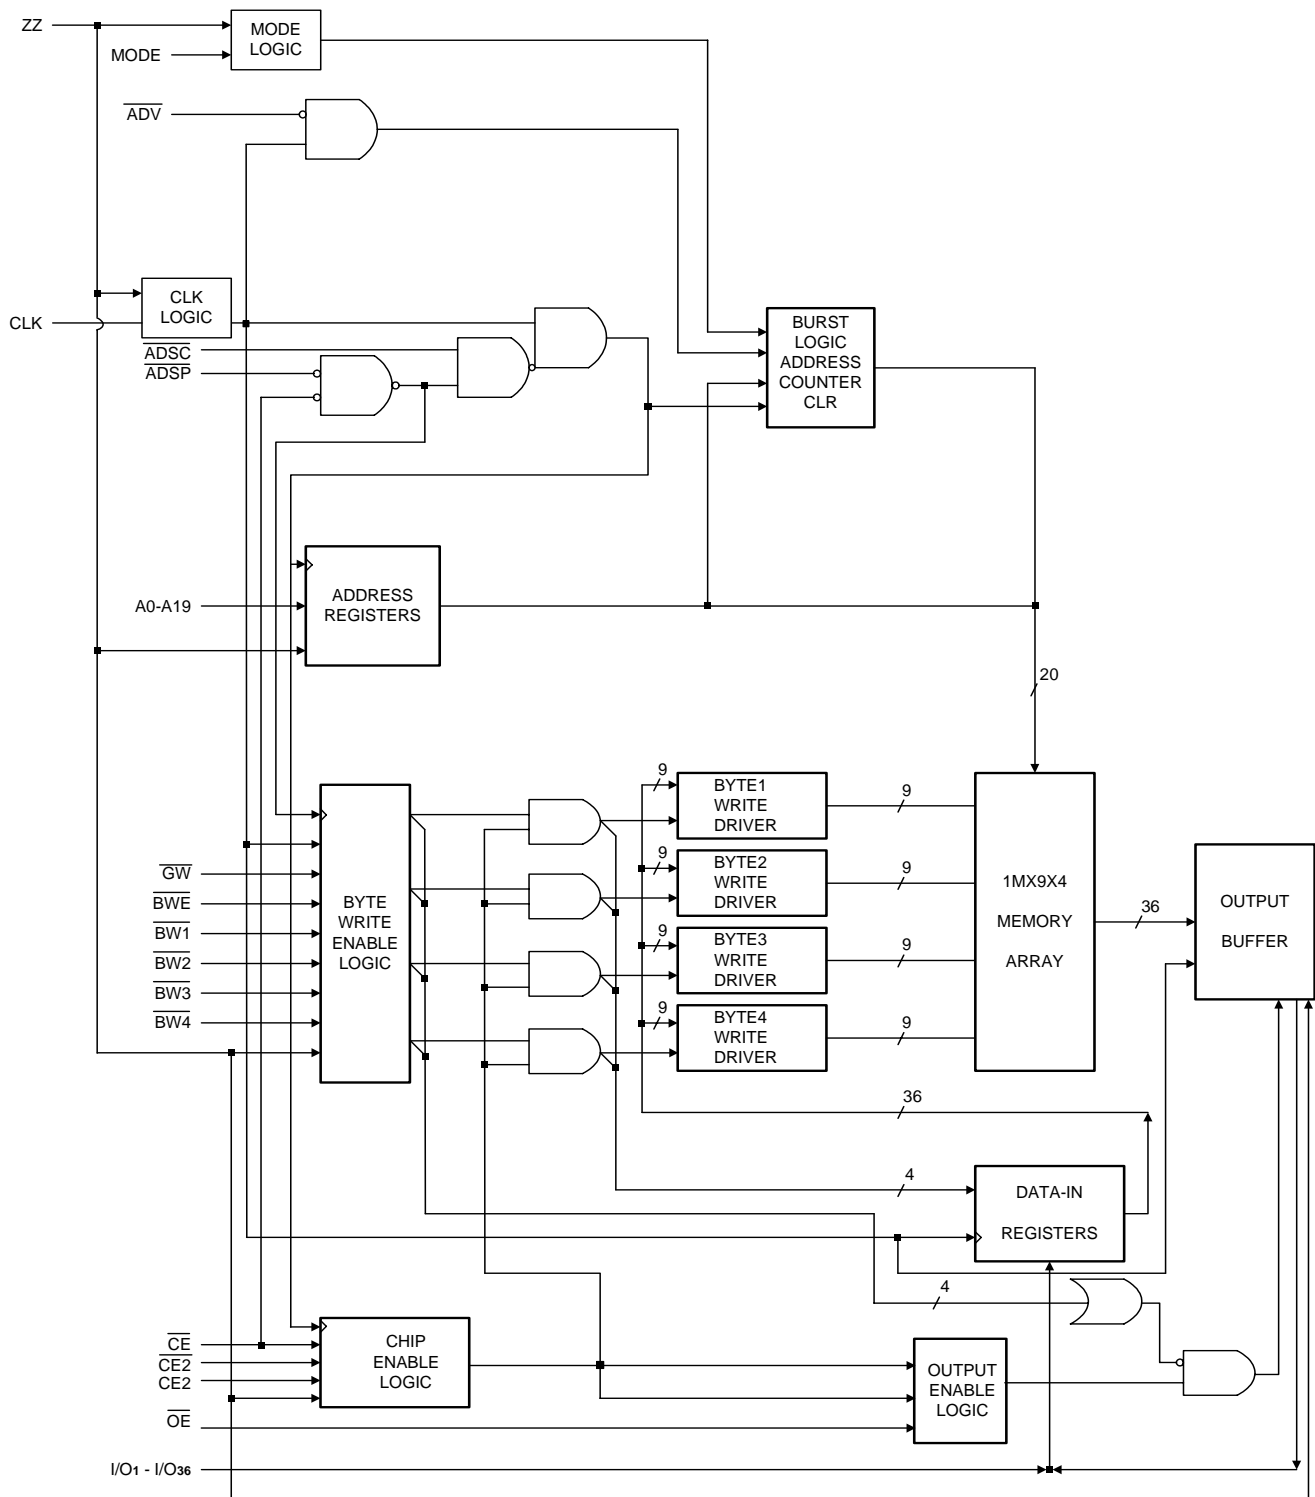 ZZ
MODE
LOGIC
MODE
ADV
CLK
LOGIC
CLK
ADSC
ADSP
BURST
LOGIC
ADDRESS
COUNTER
CLR
ADDRESS
REGISTERS
A0-A19
20
9
BYTE1
WRITE
DRIVER
9
9
BYTE2
WRITE
DRIVER
9
9
BYTE3
WRITE
DRIVER
9
9
BYTE4
WRITE
DRIVER
9
GW
BWE
BW1
BW2
BW3
BW4
BYTE
WRITE
ENABLE
LOGIC
1MX9X4
MEMORY
ARRAY
36
OUTPUT
BUFFER
36
4
DATA-IN
REGISTERS
4
CE
CE2
CE2
CHIP
ENABLE
LOGIC
OUTPUT
ENABLE
LOGIC
OE
I/O1 - I/O36